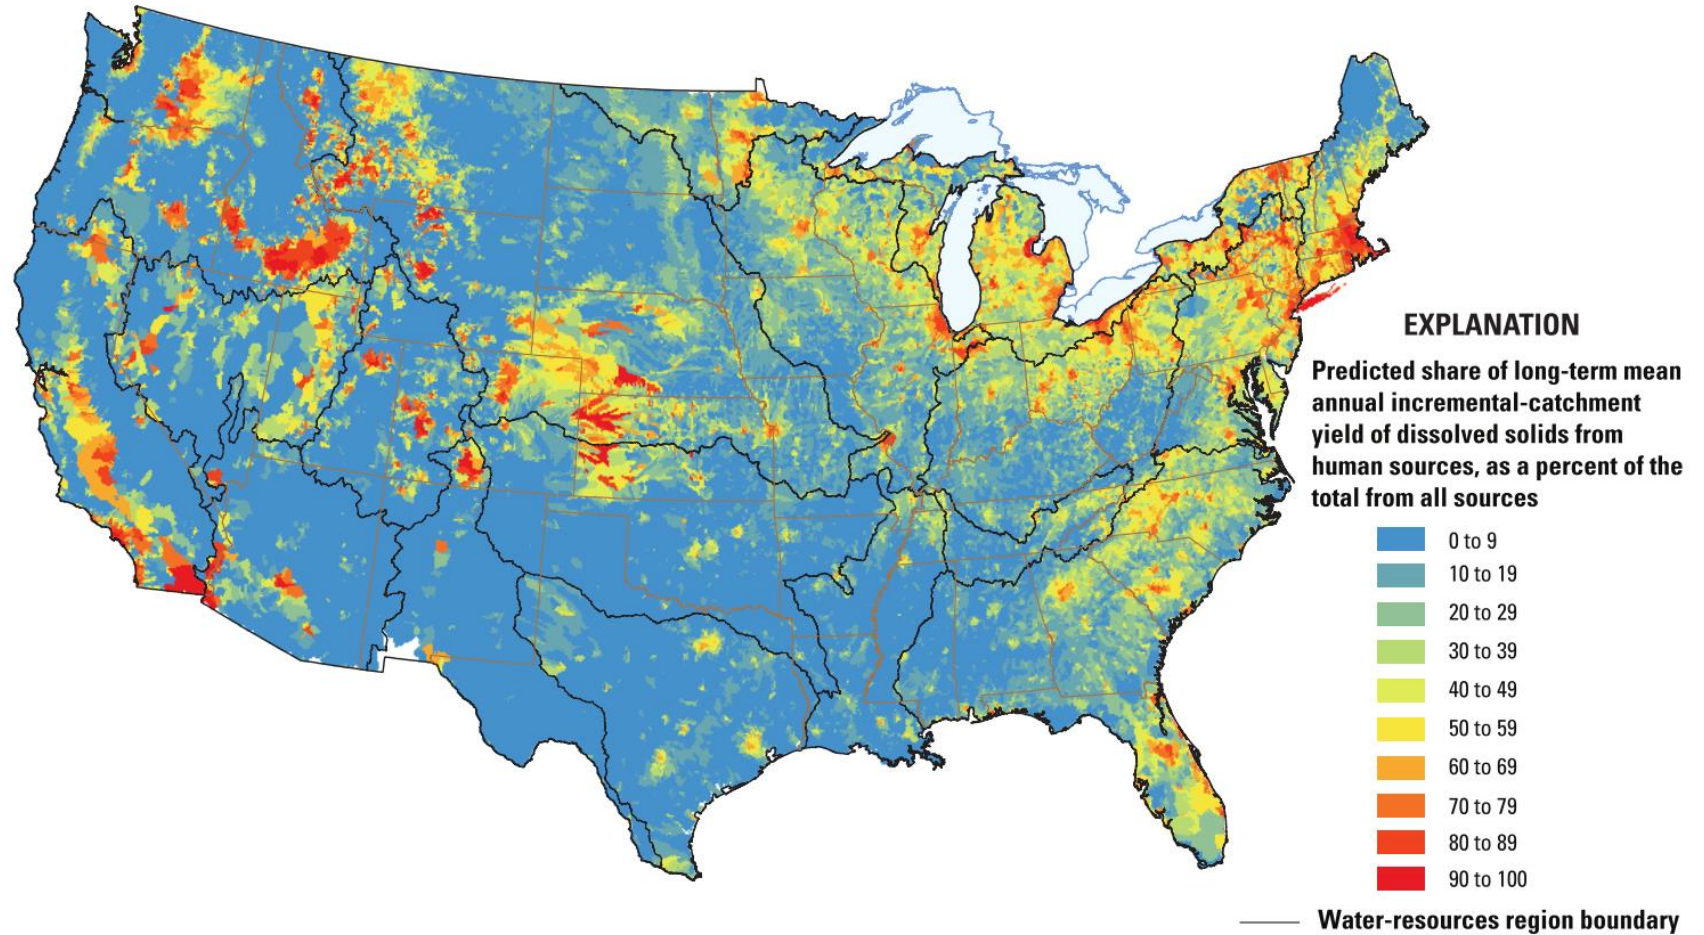 EXPLANATION
Predicted share of long-term mean
annual incremental-catchment
yield of dissolved solids from
human sources, as a percent of the
total from all sources
0 to 9
10 to 19
20 to 29
30 to 39
40 to 49
50 to 59
60 to 69
70 to 79
80 to 89
90 to 100
Water-resources region boundary